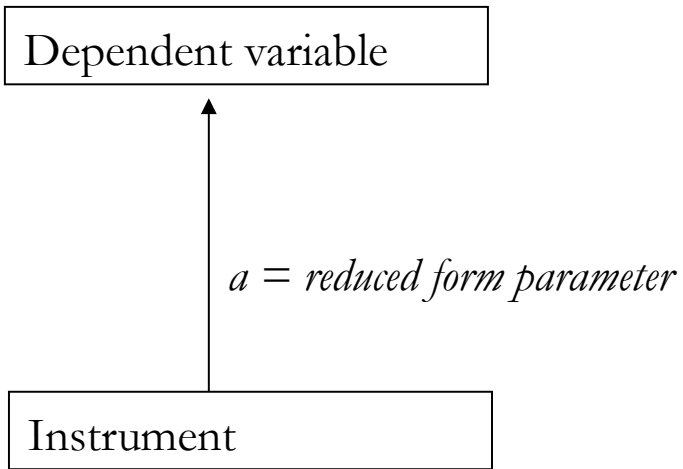 Dependent variable
a = reduced form parameter
Instrument